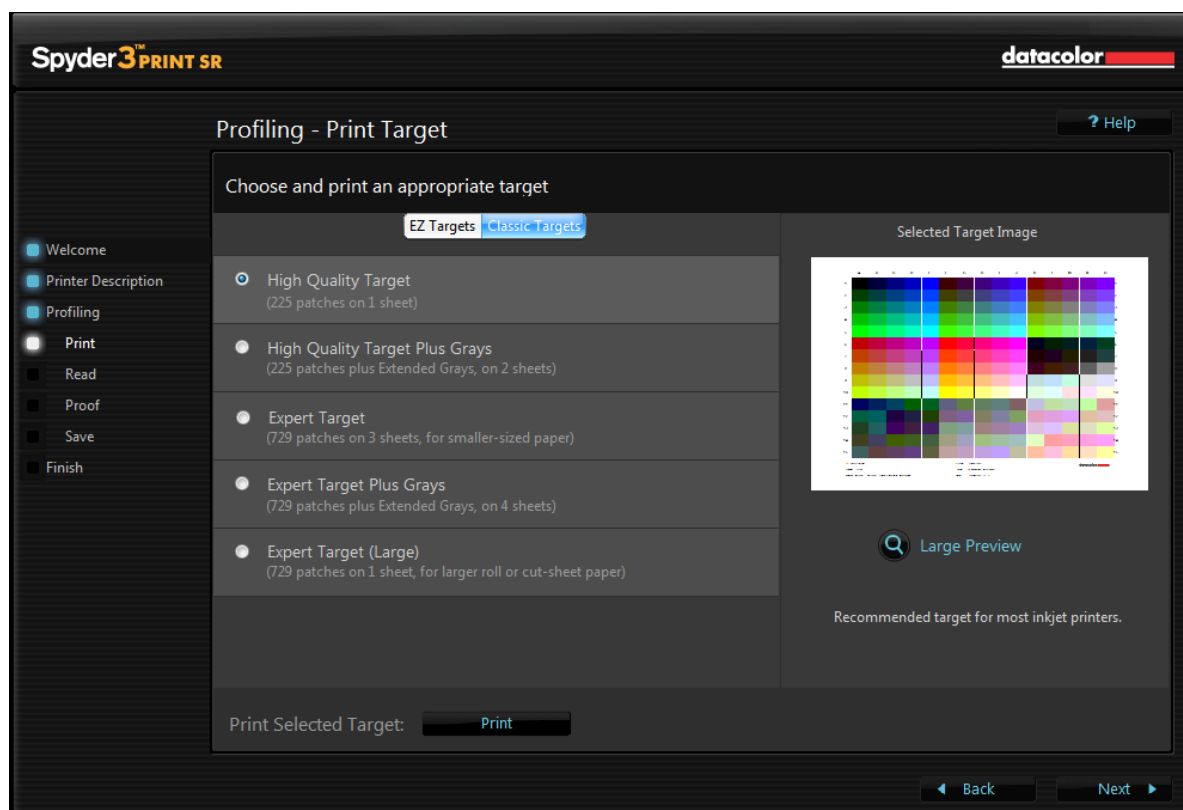 Spyder3™PRINT SR
datacolor
Profiling - Print Target
? Help
Choose and print an appropriate target
EZ Targets
Classic Targets
Selected Target Image
Welcome
Printer Description
Profiling
Print
Read
Proof
Save
Finish
High Quality Target
(225 patches on 1 sheet)
High Quality Target Plus Grays
(225 patches plus Extended Grays, on 2 sheets)
Expert Target
(729 patches on 3 sheets, for smaller-sized paper)
Expert Target Plus Grays
(729 patches plus Extended Grays, on 4 sheets)
Expert Target (Large)
(729 patches on 1 sheet, for larger roll or cut-sheet paper)
Large Preview
Recommended target for most inkjet printers.
Print Selected Target:
Print
Back
Next